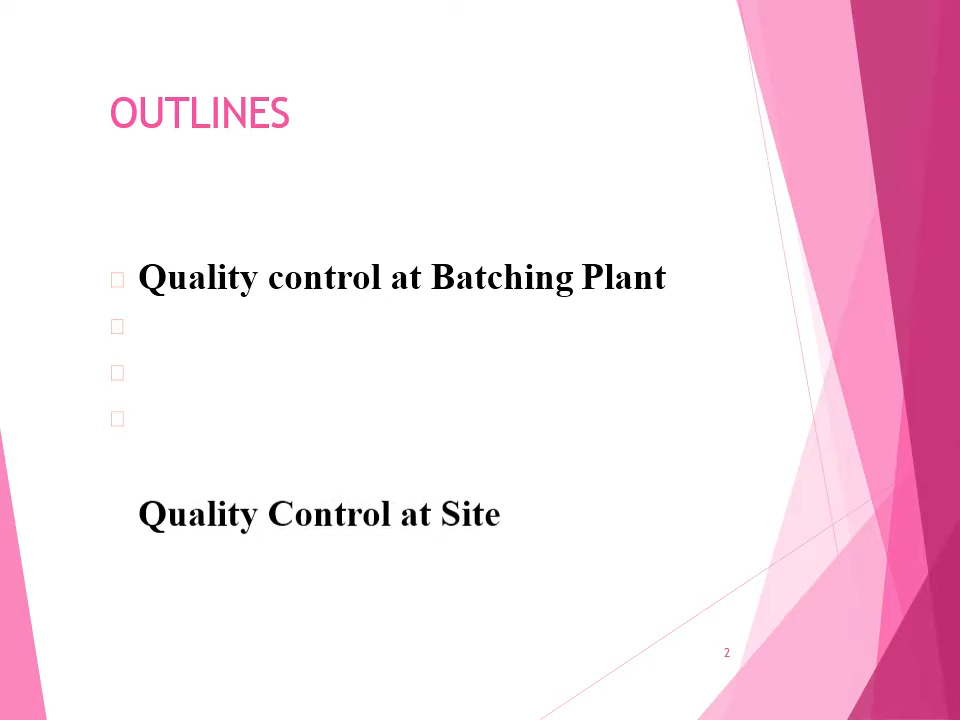 OUTLINES
Quality control at Batching Plant
Quality Control at Site
2